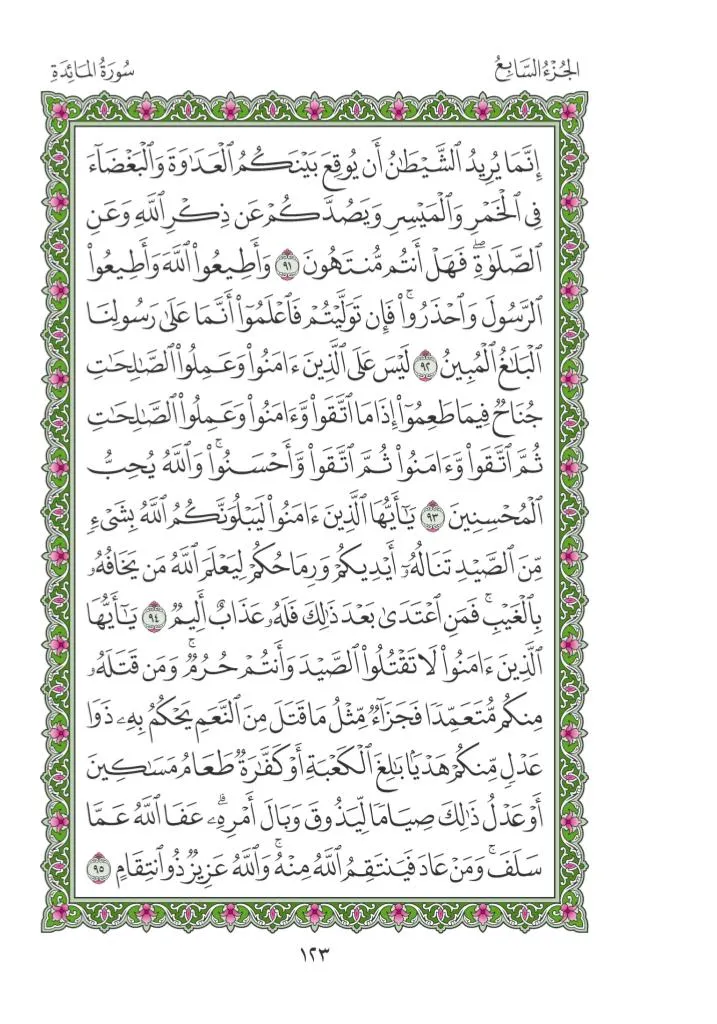 الجُزْءُ السَّابِعُ
سُورَةُ المَائِدَةِ
إِنَّمَا يُرِيدُ ٱلشَّيْطَٰنُ أَن يُوقِعَ بَيْنَكُمُ ٱلْعَدَٰوَةَ وَٱلْبَغْضَآءَ
فِى ٱلْخَمْرِ وَٱلْمَيْسِرِ وَيَصُدَّكُمْ عَن ذِكْرِ ٱللَّهِ وَعَنِ
ٱلصَّلَوٰةِۖ فَهَلْ أَنتُم مُّنتَهُونَ ٩١ وَأَطِيعُوا۟ ٱللَّهَ وَأَطِيعُوا۟
ٱلرَّسُولَ وَٱحْذَرُوا۟ۚ فَإِن تَوَلَّيْتُمْ فَٱعْلَمُوٓا۟ أَنَّمَا عَلَىٰ رَسُولِنَا
ٱلْبَلَٰغُ ٱلْمُبِينُ ٩٢ لَيْسَ عَلَى ٱلَّذِينَ ءَامَنُوا۟ وَعَمِلُوا۟ ٱلصَّٰلِحَٰتِ
جُنَاحٌ فِيمَا طَعِمُوٓا۟ إِذَا مَا ٱتَّقَوا۟ وَّءَامَنُوا۟ وَعَمِلُوا۟ ٱلصَّٰلِحَٰتِ
ثُمَّ ٱتَّقَوا۟ وَّءَامَنُوا۟ ثُمَّ ٱتَّقَوا۟ وَّأَحْسَنُوا۟ۚ وَٱللَّهُ يُحِبُّ
ٱلْمُحْسِنِينَ ٩٣ يَٰٓأَيُّهَا ٱلَّذِينَ ءَامَنُوا۟ لَيَبْلُوَنَّكُمُ ٱللَّهُ بِشَىْءٍ
مِّنَ ٱلصَّيْدِ تَنَالُهُۥٓ أَيْدِيكُمْ وَرِمَاحُكُمْ لِيَعْلَمَ ٱللَّهُ مَن يَخَافُهُۥ
بِٱلْغَيْبِۚ فَمَنِ ٱعْتَدَىٰ بَعْدَ ذَٰلِكَ فَلَهُۥ عَذَابٌ أَلِيمٌ ٩٤ يَٰٓأَيُّهَا
ٱلَّذِينَ ءَامَنُوا۟ لَا تَقْتُلُوا۟ ٱلصَّيْدَ وَأَنتُمْ حُرُمٌۚ وَمَن قَتَلَهُۥ
مِنكُم مُّتَعَمِّدًا فَجَزَآءٌ مِّثْلُ مَا قَتَلَ مِنَ ٱلنَّعَمِ يَحْكُمُ بِهِۦ ذَوَا
عَدْلٍ مِّنكُمْ هَدْيًۢا بَٰلِغَ ٱلْكَعْبَةِ أَوْ كَفَّٰرَةٌ طَعَامُ مَسَٰكِينَ
أَوْ عَدْلُ ذَٰلِكَ صِيَامًا لِّيَذُوقَ وَبَالَ أَمْرِهِۦۗ عَفَا ٱللَّهُ عَمَّا
سَلَفَۚ وَمَنْ عَادَ فَيَنتَقِمُ ٱللَّهُ مِنْهُۚ وَٱللَّهُ عَزِيزٌ ذُو ٱنتِقَامٍ ٩٥
١٢٣